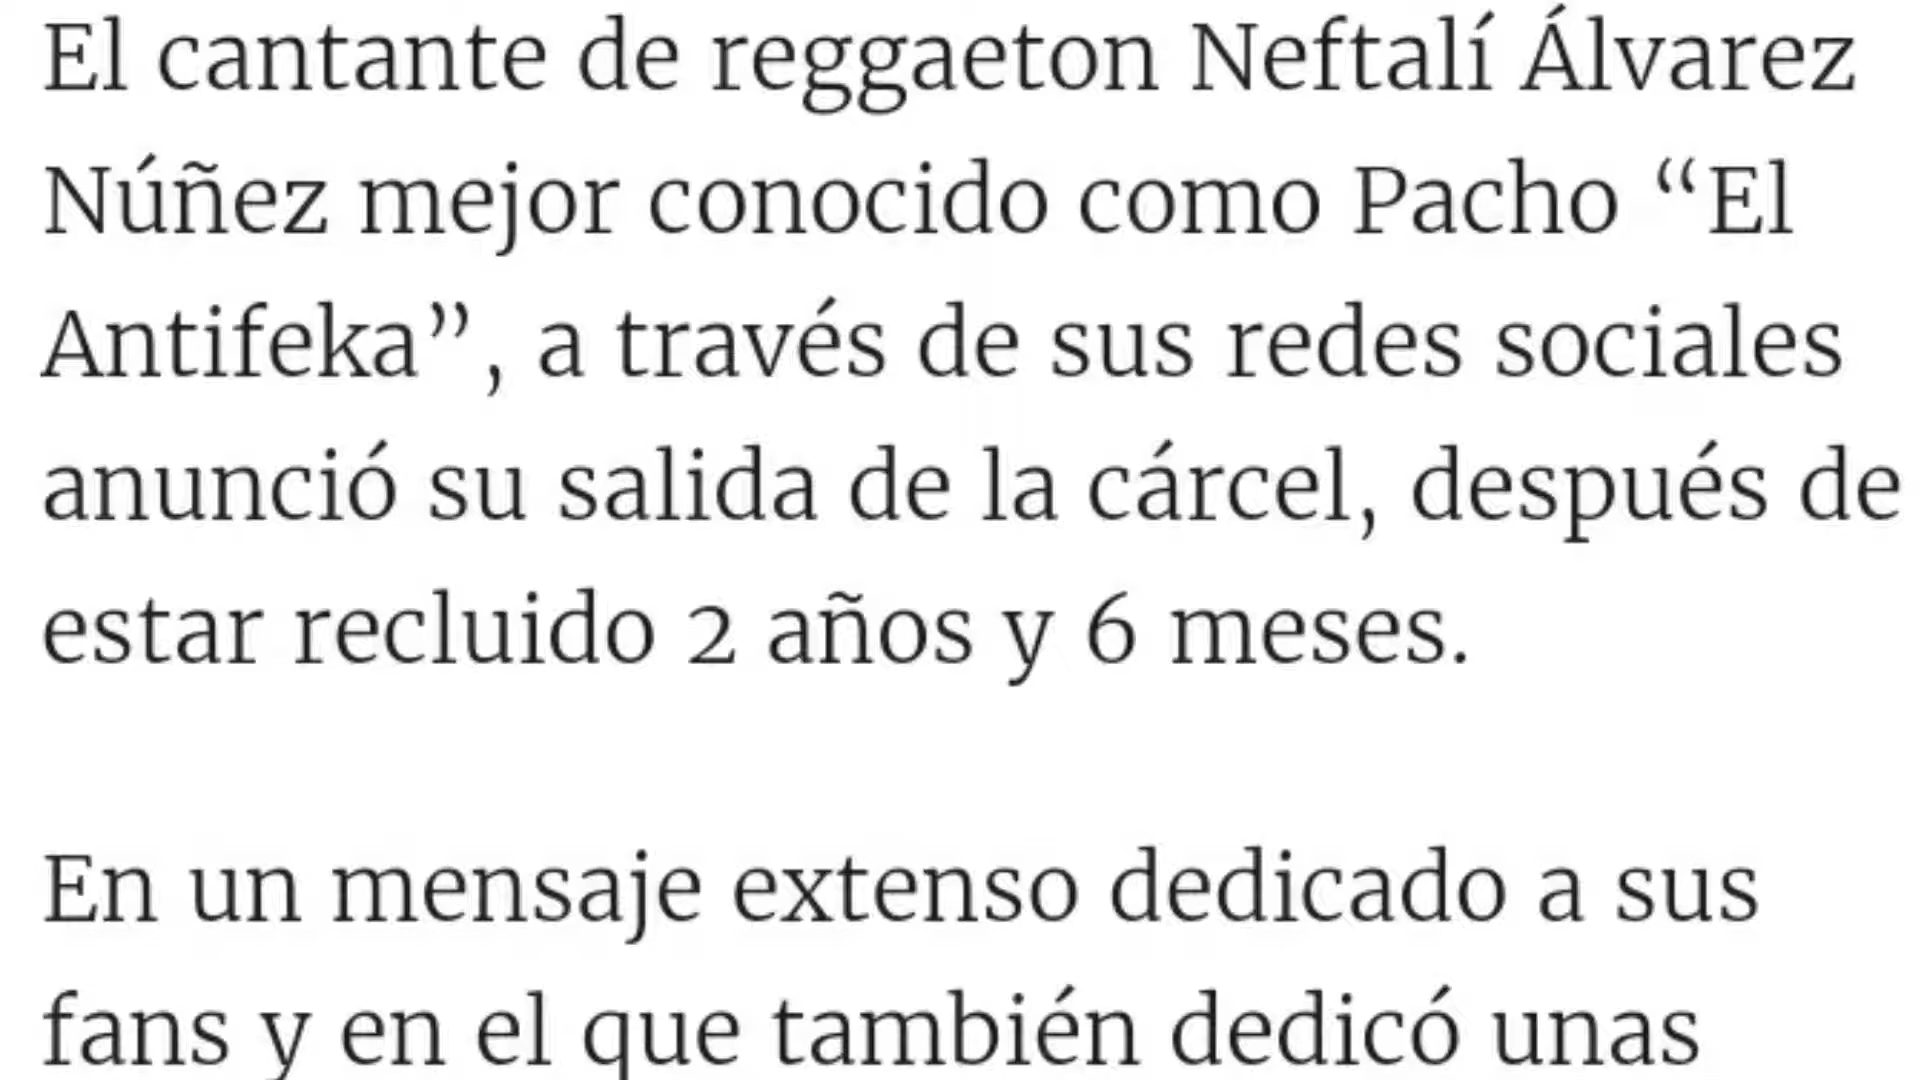 El cantante de reggaeton Neftalí Álvarez
Núñez mejor conocido como Pacho “El
Antifeka”, a través de sus redes sociales
anunció su salida de la cárcel, después de
estar recluido 2 años y 6 meses.
En un mensaje extenso dedicado a sus
fans y en el que también dedicó unas